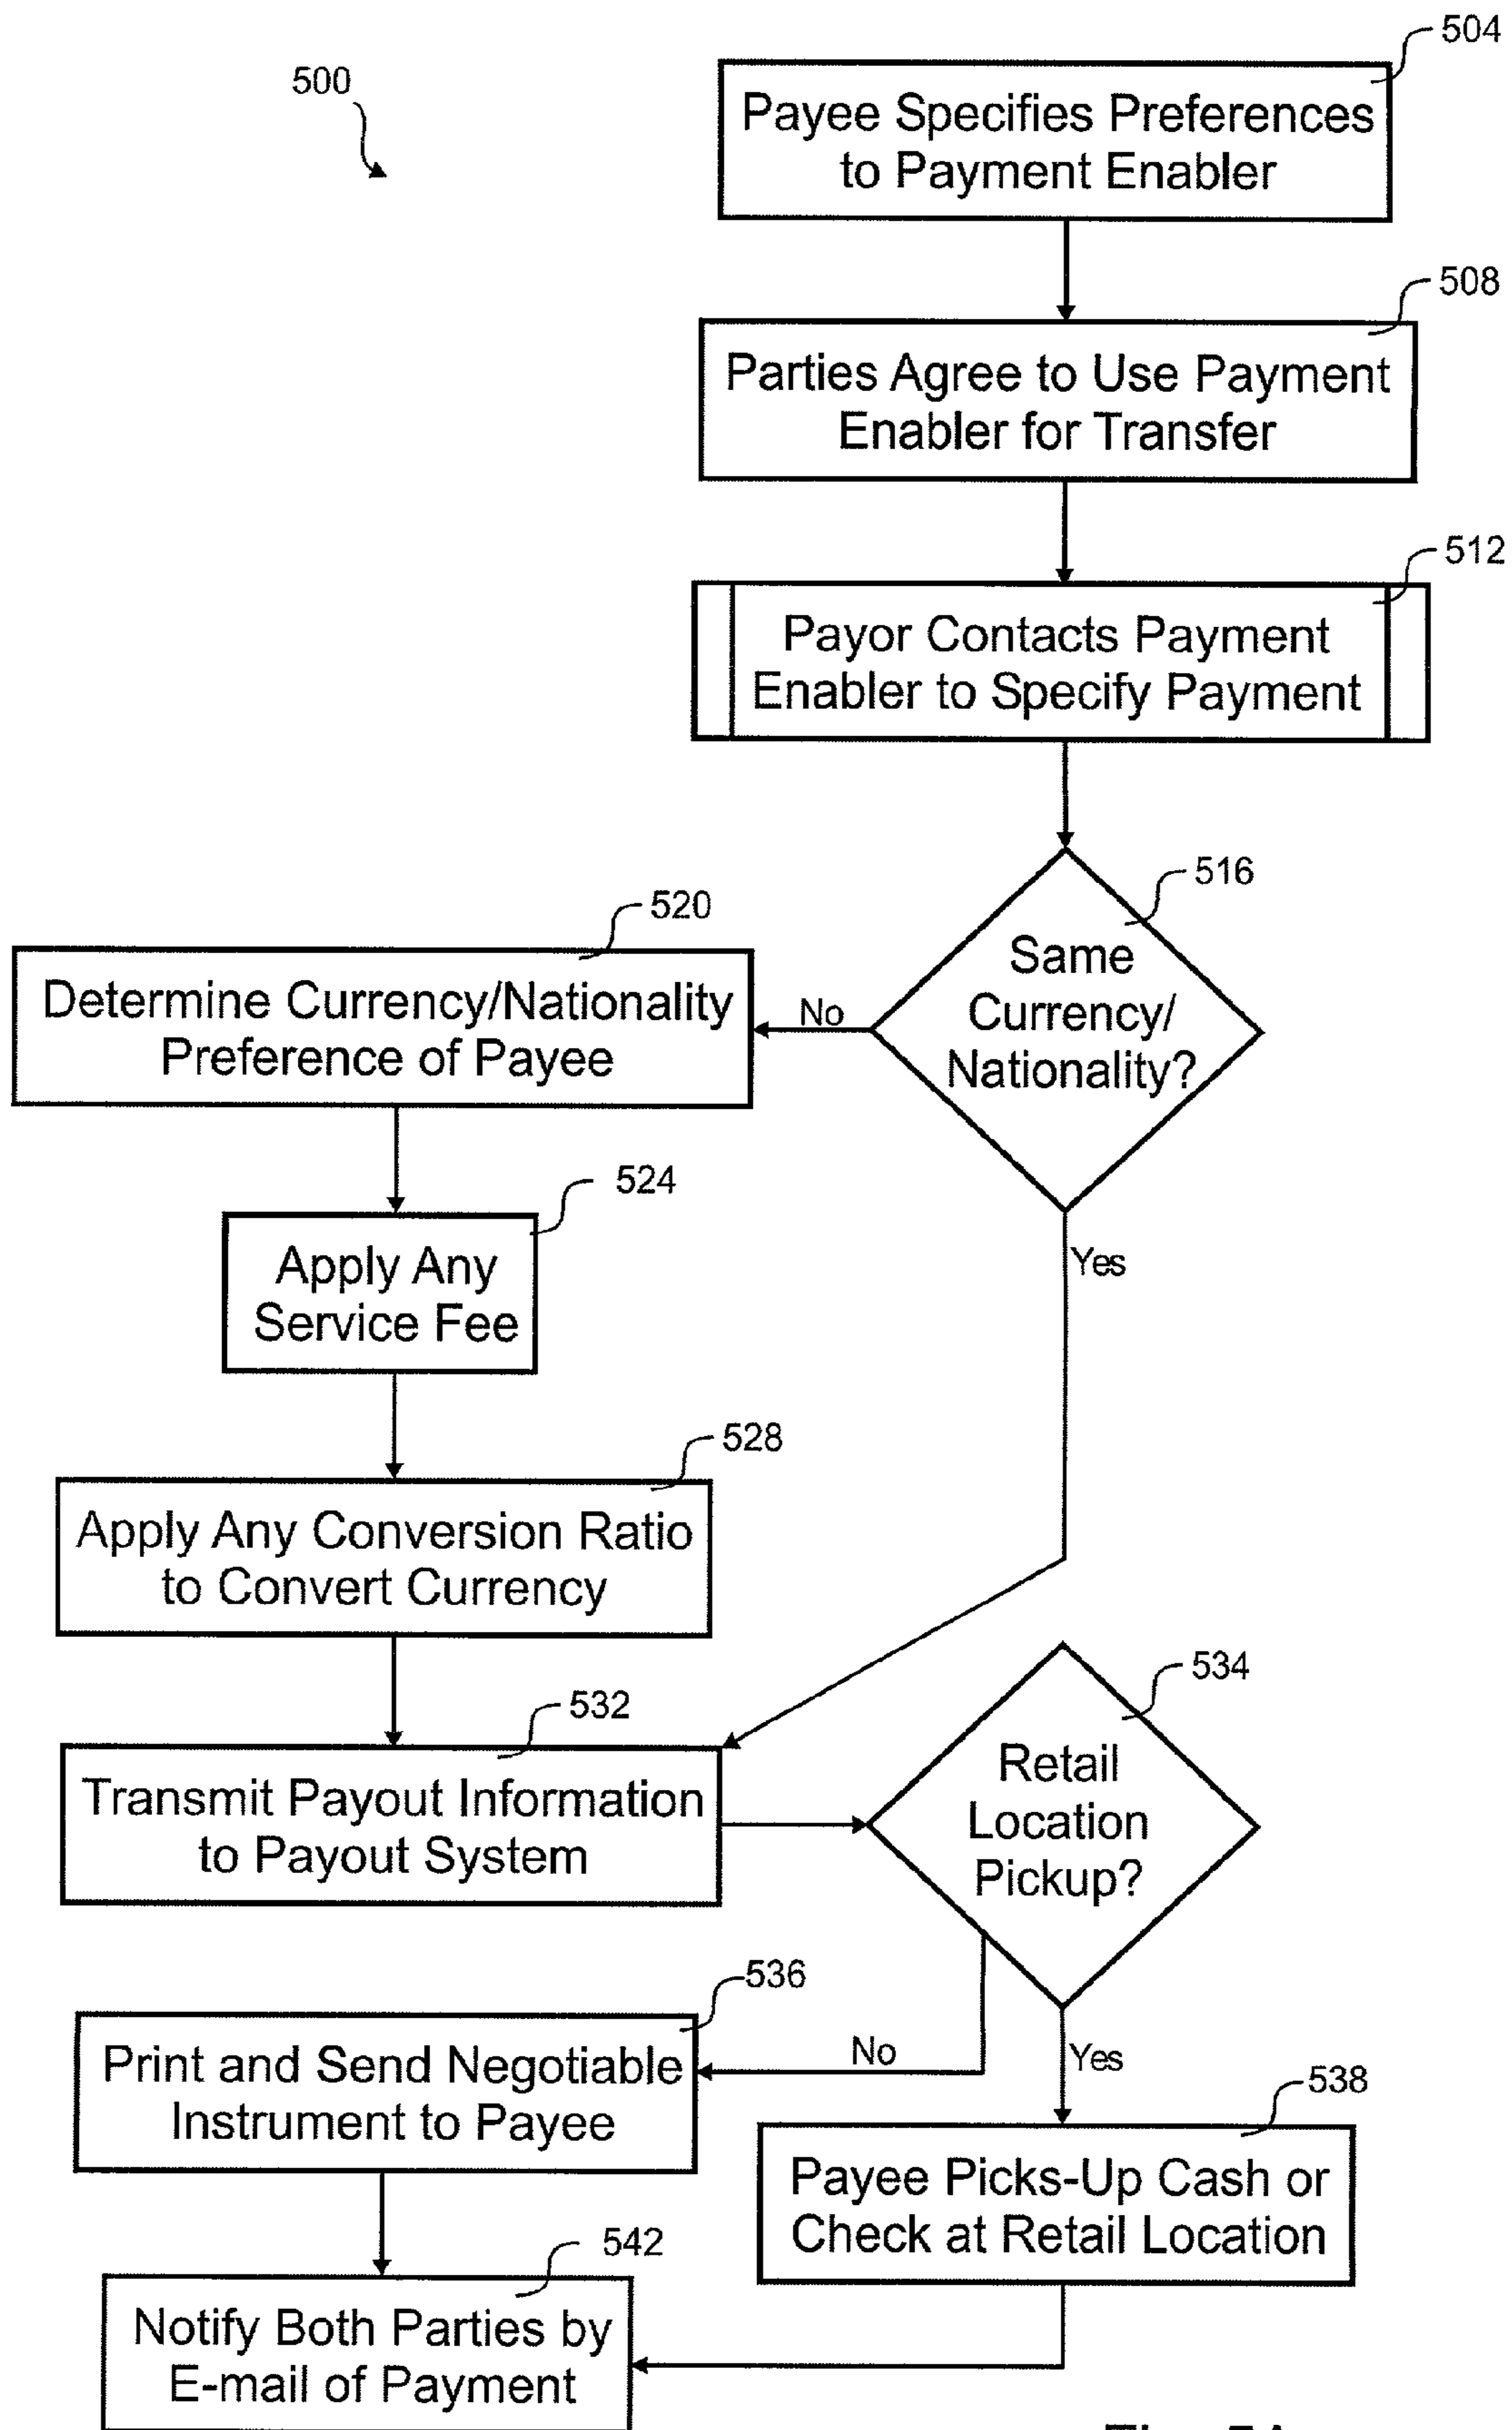 500
504
Payee Specifies Preferences
to Payment Enabler
508
Parties Agree to Use Payment
Enabler for Transfer
512
Payor Contacts Payment
Enabler to Specify Payment
516
Same
Currency/
Nationality?
No
Yes
520
Determine Currency/Nationality
Preference of Payee
524
Apply Any
Service Fee
528
Apply Any Conversion Ratio
to Convert Currency
532
Transmit Payout Information
to Payout System
534
Retail
Location
Pickup?
No
Yes
536
Print and Send Negotiable
Instrument to Payee
538
Payee Picks-Up Cash or
Check at Retail Location
542
Notify Both Parties by
E-mail of Payment